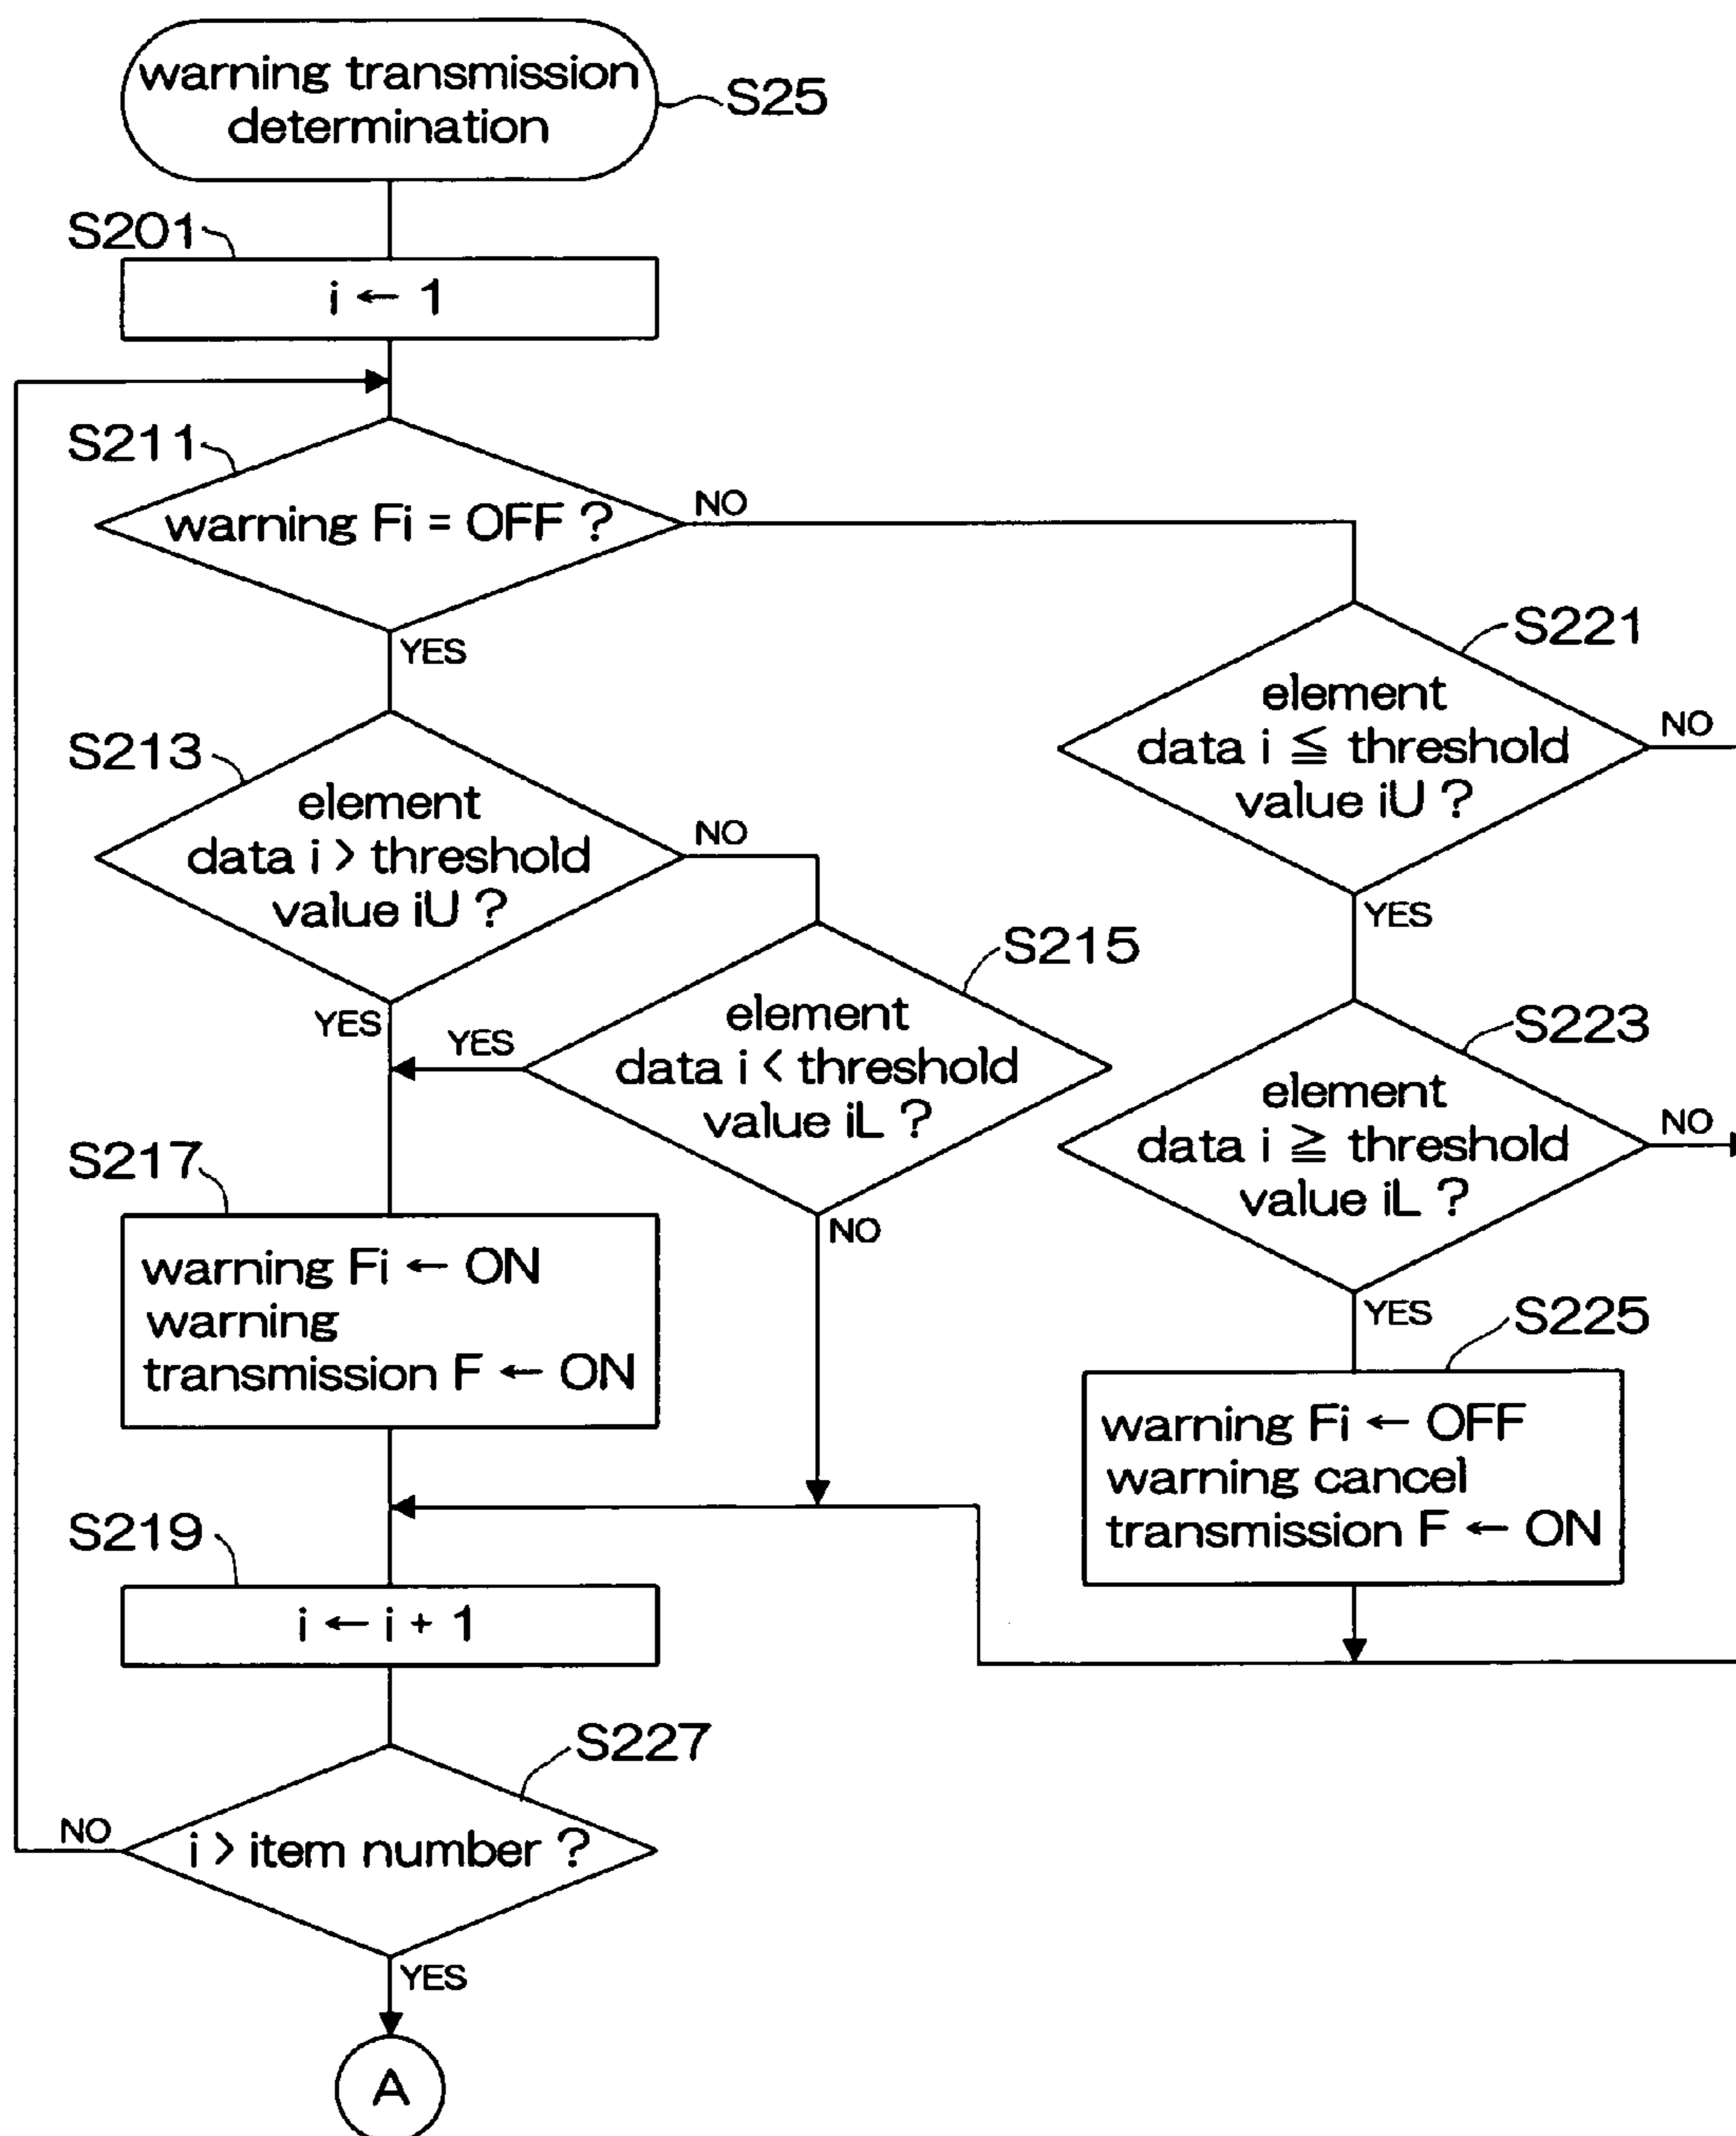 warning transmission
determination
S25
S201
i ← 1
S211
warning Fi = OFF ?
NO
YES
S221
element
data i ≦ threshold
value iU ?
NO
YES
S213
element
data i > threshold
value iU ?
NO
YES
S215
element
data i < threshold
value iL ?
YES
NO
S223
element
data i ≧ threshold
value iL ?
NO
YES
S217
warning Fi ← ON
warning
transmission F ← ON
S225
warning Fi ← OFF
warning cancel
transmission F ← ON
S219
i ← i + 1
S227
i > item number ?
NO
YES
A